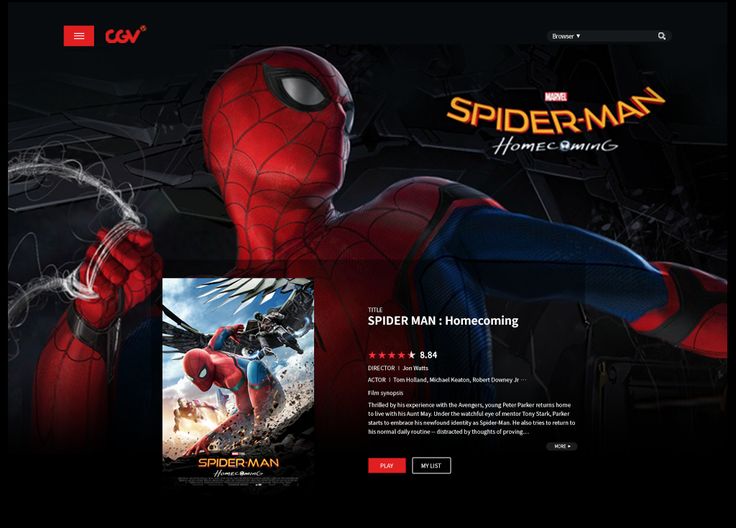 CGV
Browser ▼
MARVEL
SPIDER-MAN
HOMECOMING
TITLE
SPIDER MAN : Homecoming
8.84
DIRECTOR | Jon Watts
ACTOR | Tom Holland, Michael Keaton, Robert Downey Jr ···
Film synopsis
Thrilled by his experience with the Avengers, young Peter Parker returns home
to live with his Aunt May. Under the watchful eye of mentor Tony Stark, Parker
starts to embrace his newfound identity as Spider-Man. He also tries to return to
his normal daily routine -- distracted by thoughts of proving....
MORE ►
PLAY
MY LIST
SPIDER-MAN
HOMECOMING